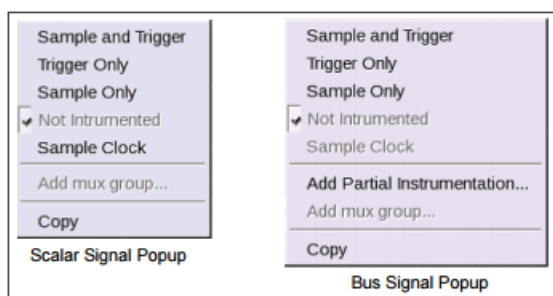 Sample and Trigger
Trigger Only
Sample Only
Not Intrumented
Sample Clock
Add mux group...
Copy
Scalar Signal Popup
Sample and Trigger
Trigger Only
Sample Only
Not Intrumented
Sample Clock
Add Partial Instrumentation...
Add mux group...
Copy
Bus Signal Popup